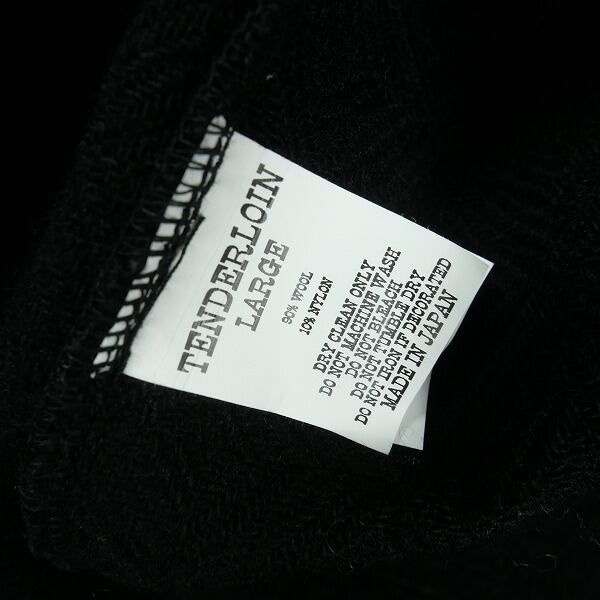 TENDERLOIN
LARGE
90% WOOL
10% NYLON
DRY CLEAN ONLY
DO NOT MACHINE WASH
DO NOT BLEACH
DO NOT TUMBLE DRY
DO NOT IRON IF DECORATED
MADE IN JAPAN